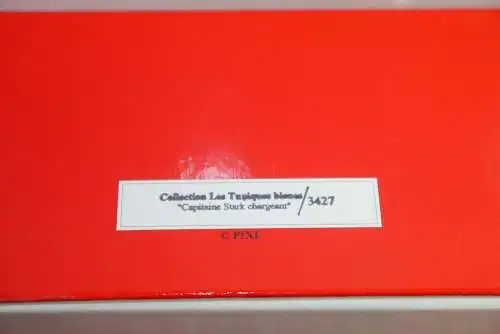 Collection Les Tuniques bleues / 3427
"Capitaine Stark chargeant"
© PIXI